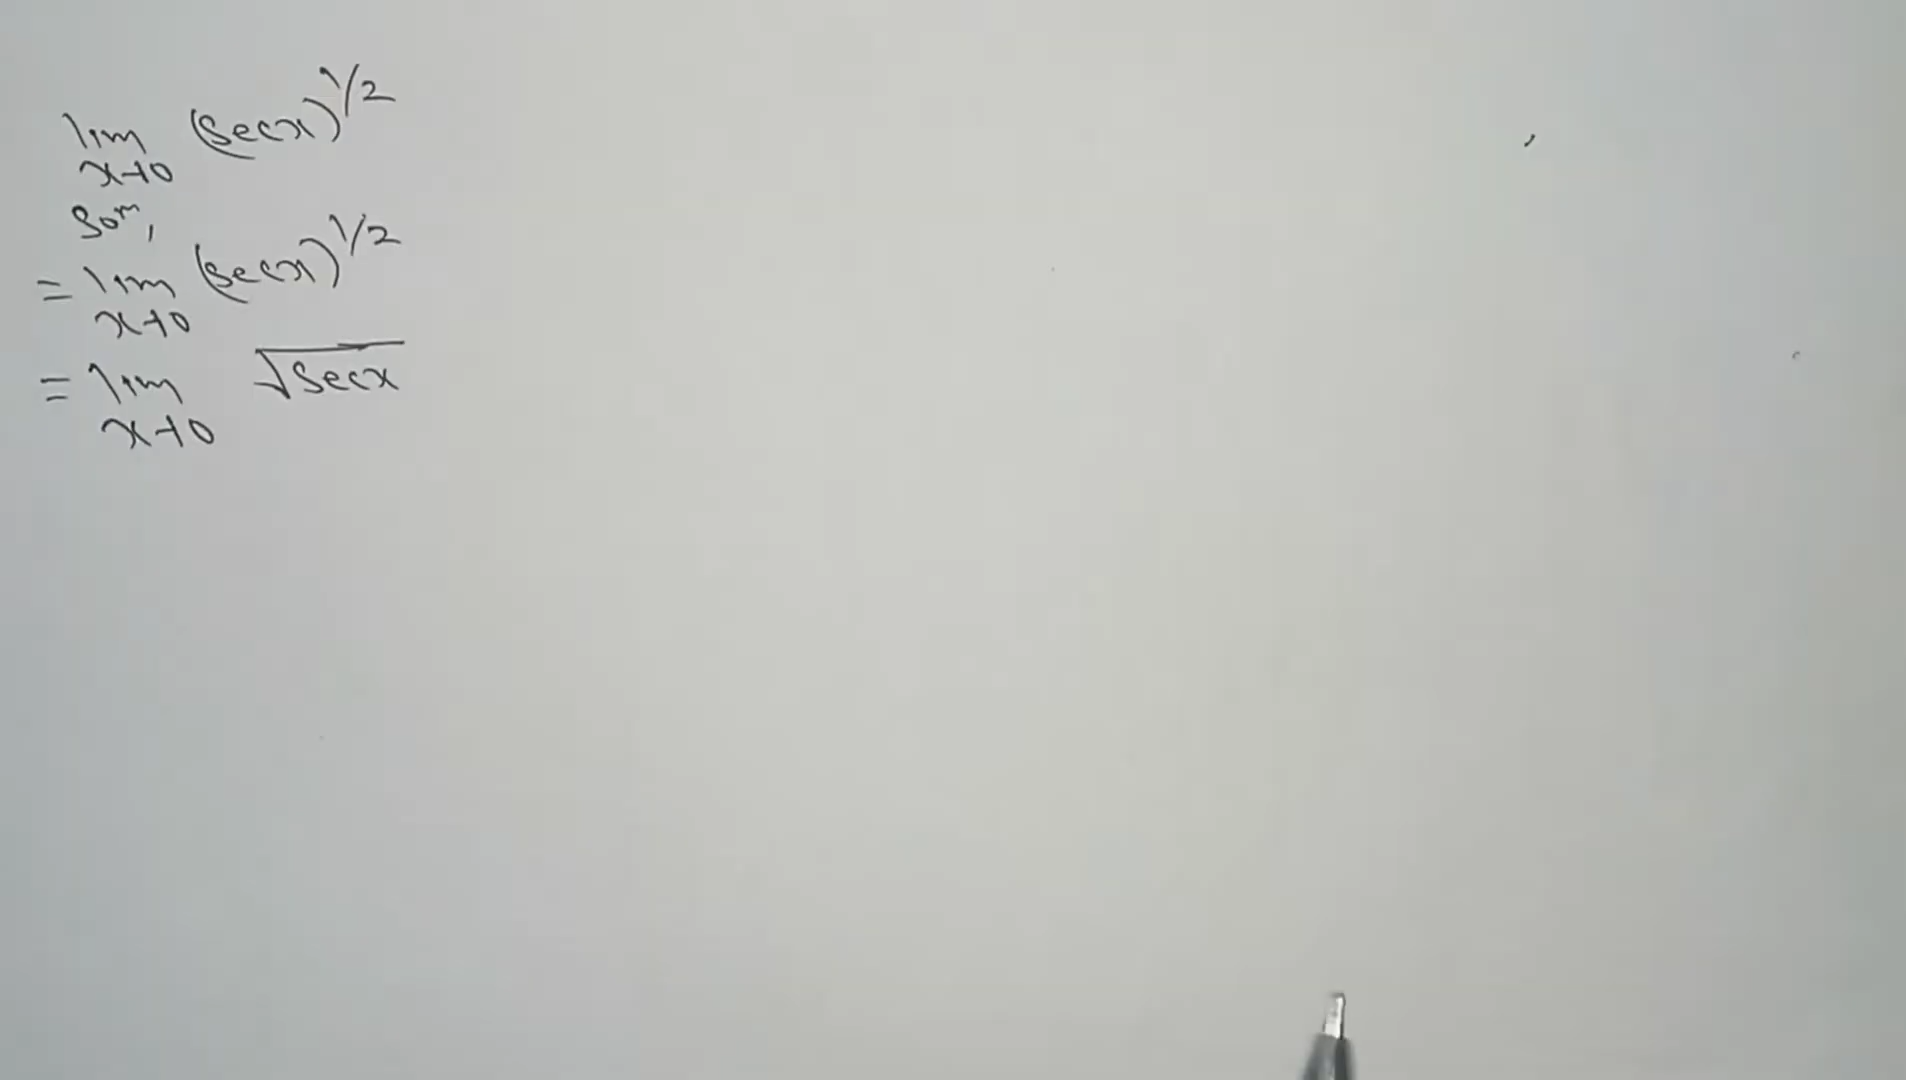 lim (secx)^1/2
x→0
Soln,
= lim (secx)^1/2
x→0
= lim √secx
x→0